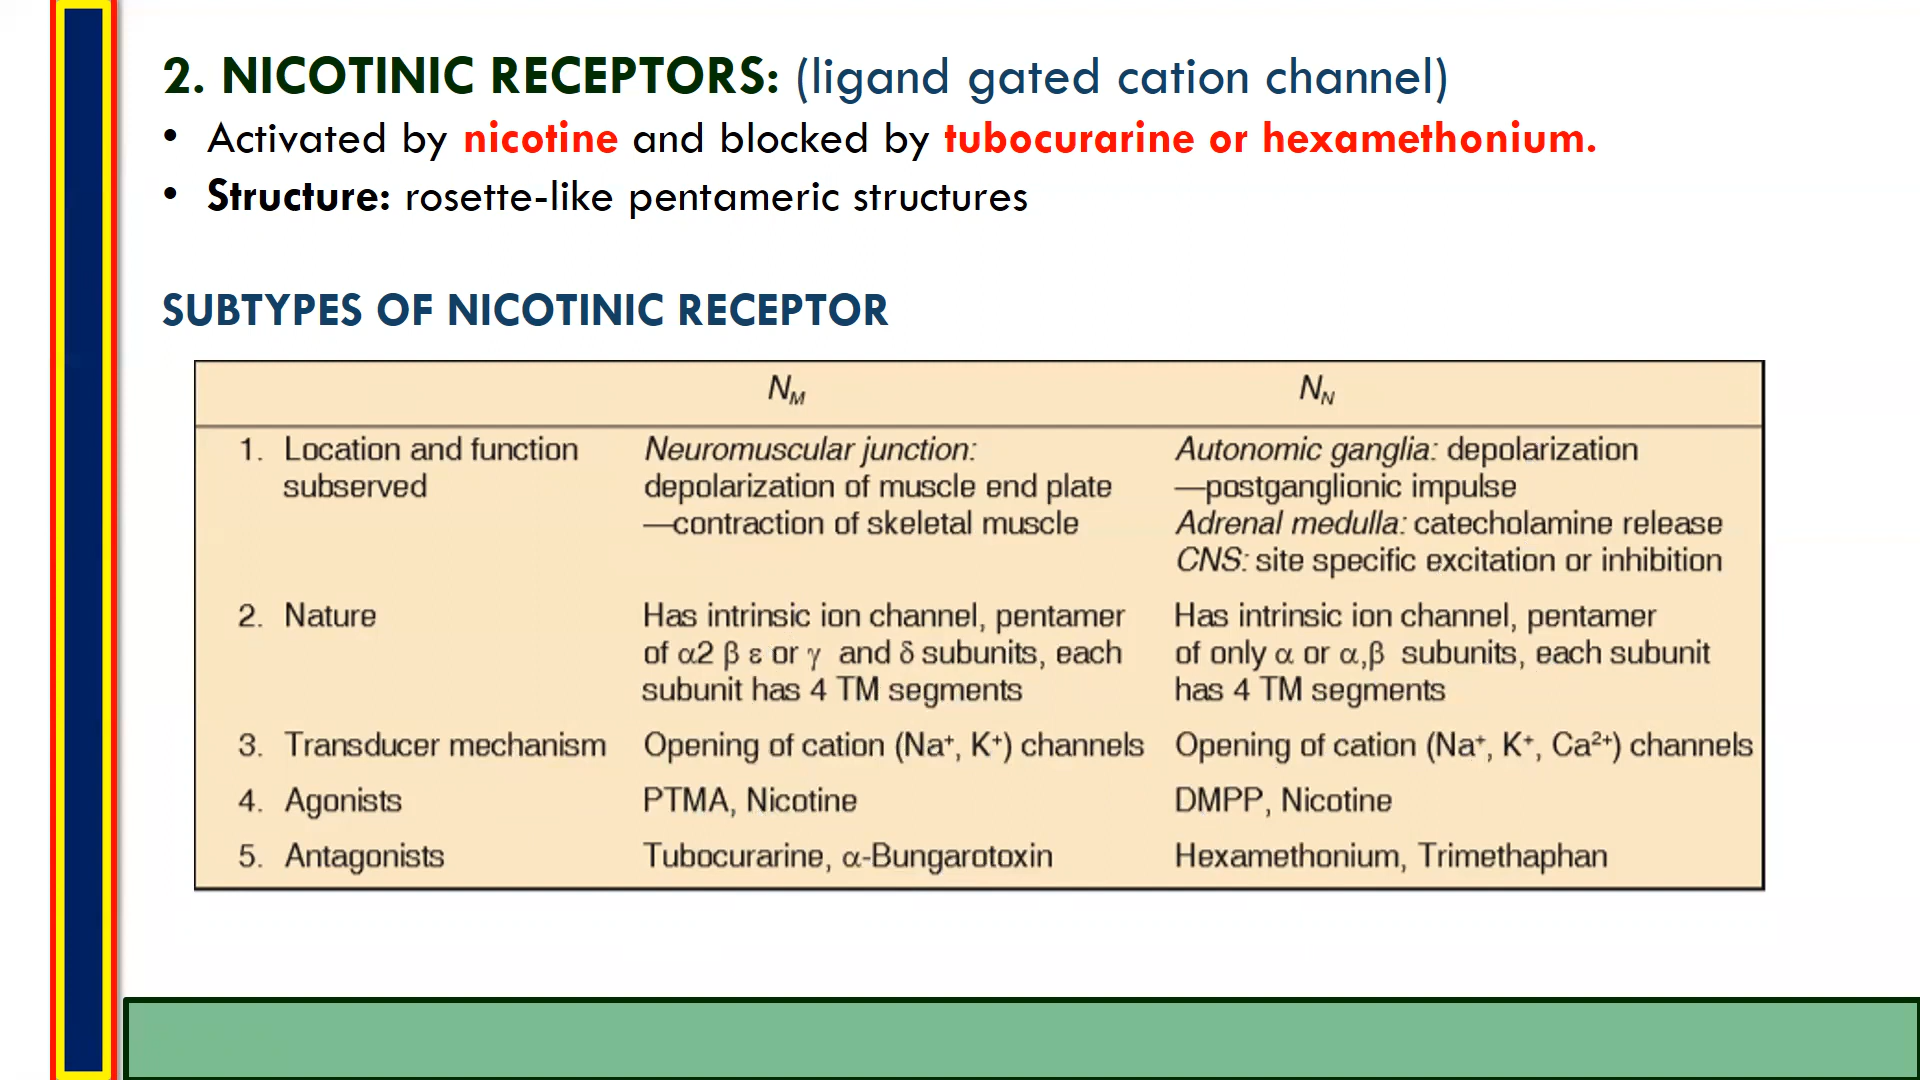 2. NICOTINIC RECEPTORS: (ligand gated cation channel)
• Activated by nicotine and blocked by tubocurarine or hexamethonium.
• Structure: rosette-like pentameric structures
SUBTYPES OF NICOTINIC RECEPTOR
N_M N_N
1. Location and function Neuromuscular junction: Autonomic ganglia: depolarization
subserved depolarization of muscle end plate —postganglionic impulse
—contraction of skeletal muscle Adrenal medulla: catecholamine release
CNS: site specific excitation or inhibition
2. Nature Has intrinsic ion channel, pentamer Has intrinsic ion channel, pentamer
of α2 β ε or γ and δ subunits, each of only α or α,β subunits, each subunit
subunit has 4 TM segments has 4 TM segments
3. Transducer mechanism Opening of cation (Na⁺, K⁺) channels Opening of cation (Na⁺, K⁺, Ca²⁺) channels
4. Agonists PTMA, Nicotine DMPP, Nicotine
5. Antagonists Tubocurarine, α-Bungarotoxin Hexamethonium, Trimethaphan